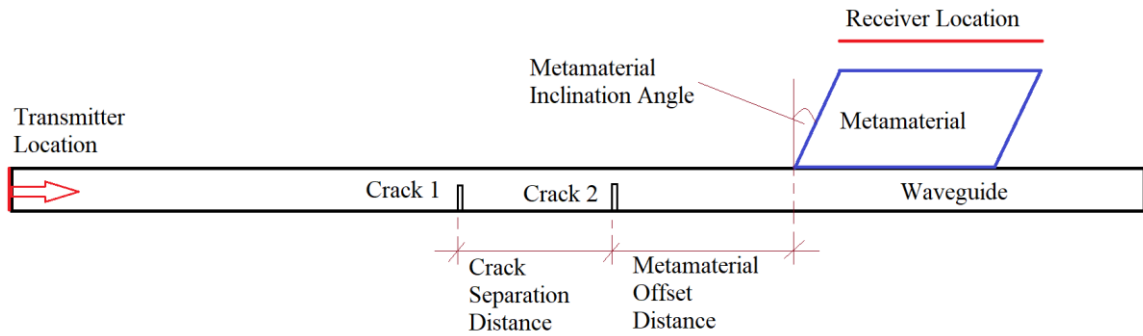 Receiver Location
Metamaterial
Inclination Angle
Metamaterial
Transmitter
Location
Crack 1
Crack 2
Waveguide
Crack
Separation
Distance
Metamaterial
Offset
Distance